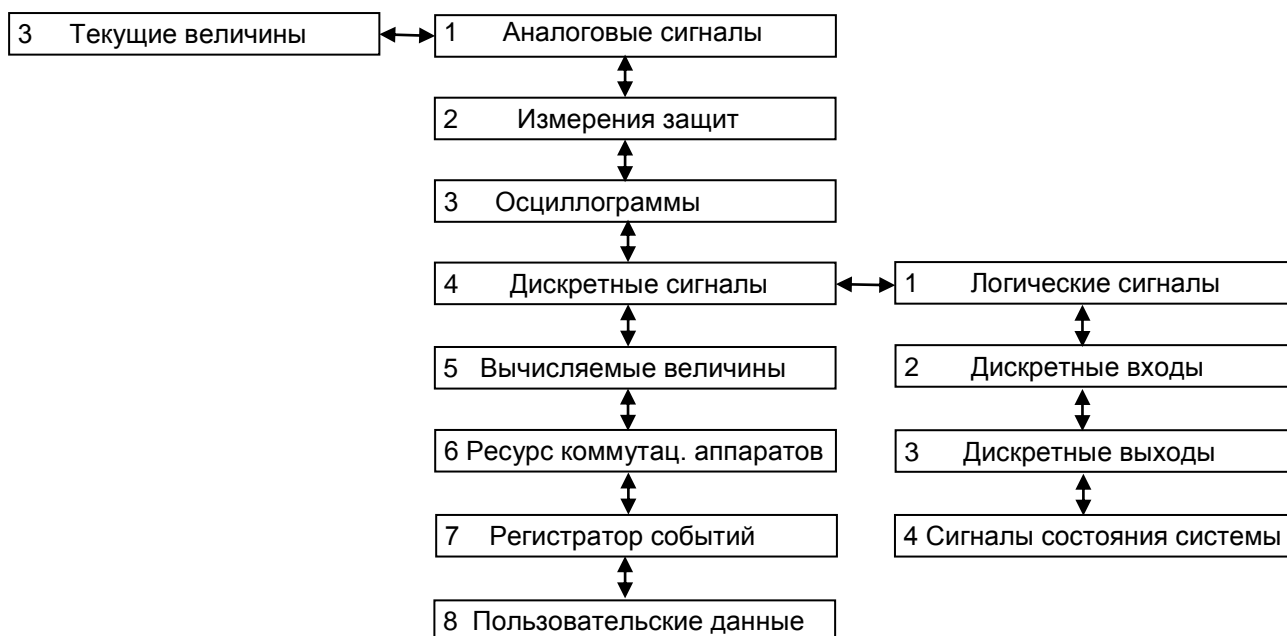 3 Текущие величины
1 Аналоговые сигналы
2 Измерения защит
3 Осциллограммы
4 Дискретные сигналы
1 Логические сигналы
5 Вычисляемые величины
2 Дискретные входы
6 Ресурс коммутац. аппаратов
3 Дискретные выходы
7 Регистратор событий
4 Сигналы состояния системы
8 Пользовательские данные